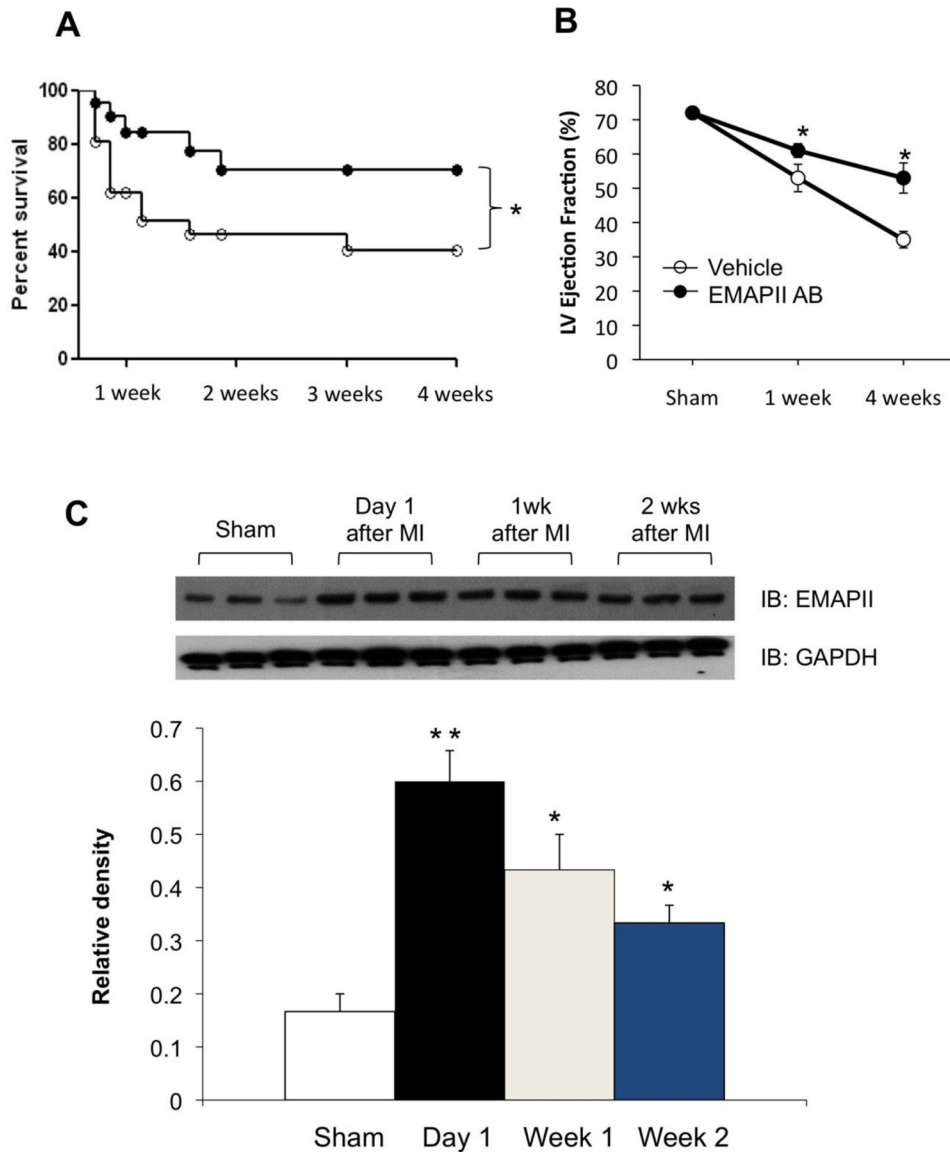 A
100
80
60
40
20
0
Percent survival
1 week 2 weeks 3 weeks 4 weeks
*
B
80
70
60
50
40
30
20
10
0
LV Ejection Fraction (%)
* *
Vehicle
EMAPII AB
Sham 1 week 4 weeks
C
Sham
Day 1
after MI
1wk
after MI
2 wks
after MI
IB: EMAPII
IB: GAPDH
0.7
0.6
0.5
0.4
0.3
0.2
0.1
0
Relative density
**
*
*
Sham Day 1 Week 1 Week 2